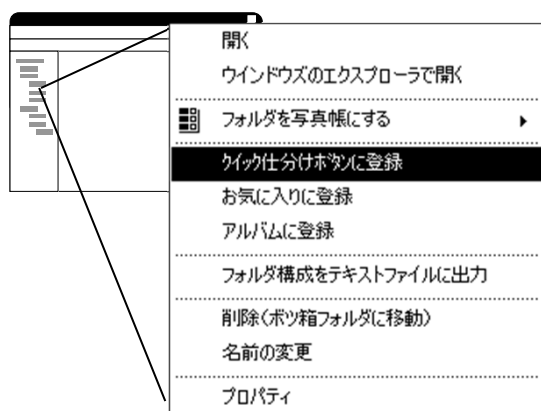 開く
ウインドウズのエクスプローラで開く
フォルダを写真帳にする
ｸｲｯｸ仕分けﾎﾞﾀﾝに登録
お気に入りに登録
アルバムに登録
フォルダ構成をテキストファイルに出力
削除(ボツ箱フォルダに移動)
名前の変更
プロパティ